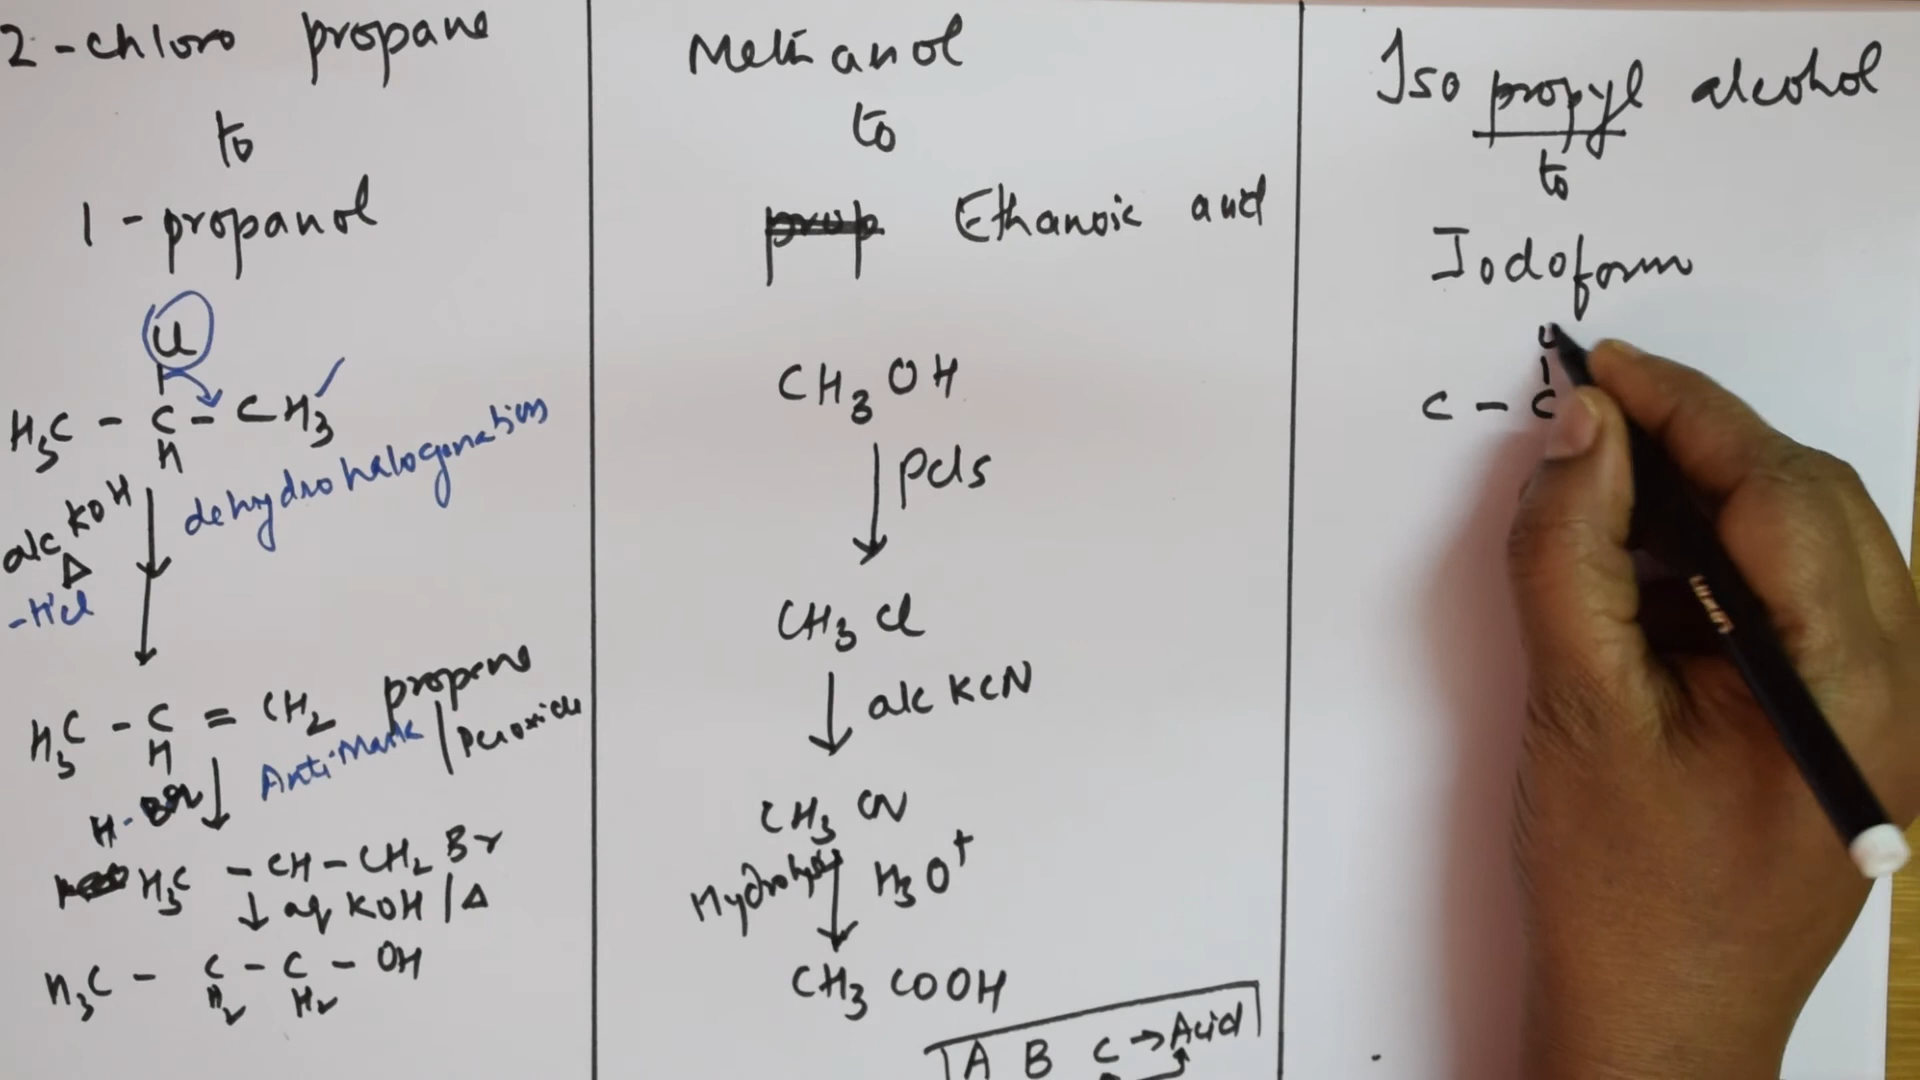 2-chloro propane
to
1-propanol
Cl
H3C - C - CH3
H
alc KOH
Δ
-HCl
dehydrohalogenation
H3C - C = CH2 propene
H
H-Br
Anti-Mark / Peroxide
H3C - CH - CH2 Br
aq KOH / Δ
H3C - C - C - OH
H2 H2
Methanol
to
Ethanoic acid
CH3 OH
PCl5
CH3 Cl
alc KCN
CH3 CN
H3O+
CH3 COOH
A B C → Acid
Iso propyl alcohol
to
Iodoform
C - C